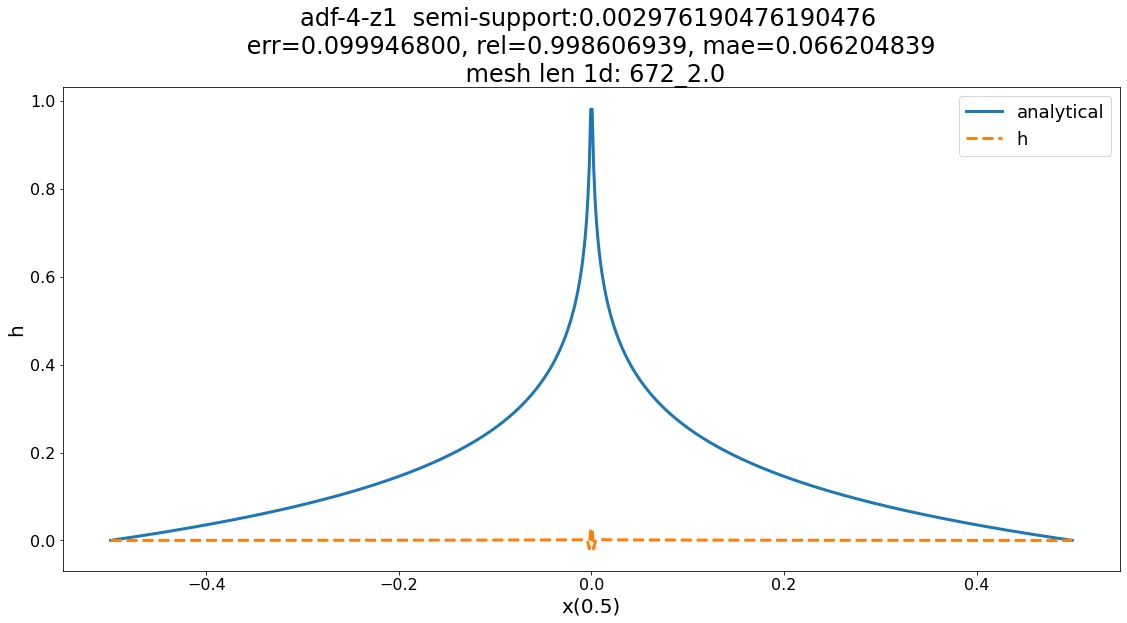 adf-4-z1  semi-support:0.002976190476190476
err=0.099946800, rel=0.998606939, mae=0.066204839
mesh len 1d: 672_2.0
analytical
h
1.0
0.8
0.6
0.4
0.2
0.0
h
−0.4
−0.2
0.0
0.2
0.4
x(0.5)